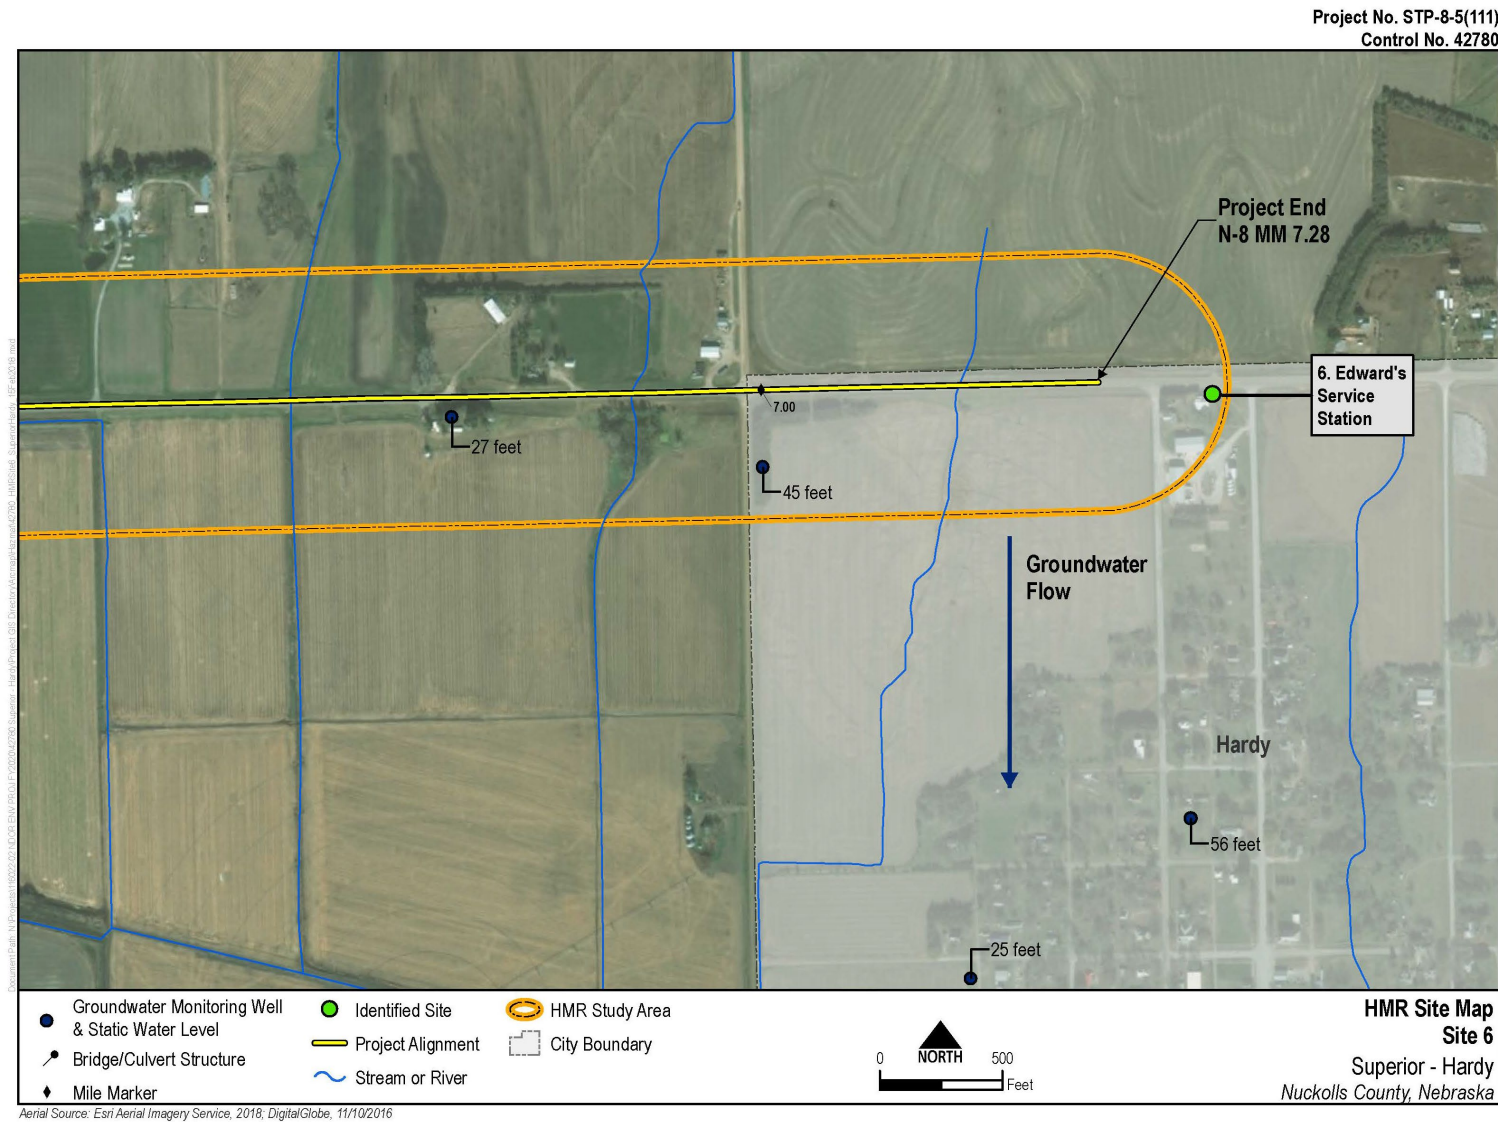 Project No. STP-8-5(111)
Control No. 42780
Project End
N-8 MM 7.28
6. Edward's
Service
Station
7.00
27 feet
45 feet
Groundwater
Flow
Hardy
56 feet
25 feet
Groundwater Monitoring Well
& Static Water Level
Bridge/Culvert Structure
Mile Marker
Identified Site
Project Alignment
Stream or River
HMR Study Area
City Boundary
NORTH
0 500
Feet
HMR Site Map
Site 6
Superior - Hardy
Nuckolls County, Nebraska
Aerial Source: Esri Aerial Imagery Service, 2018; DigitalGlobe, 11/10/2016